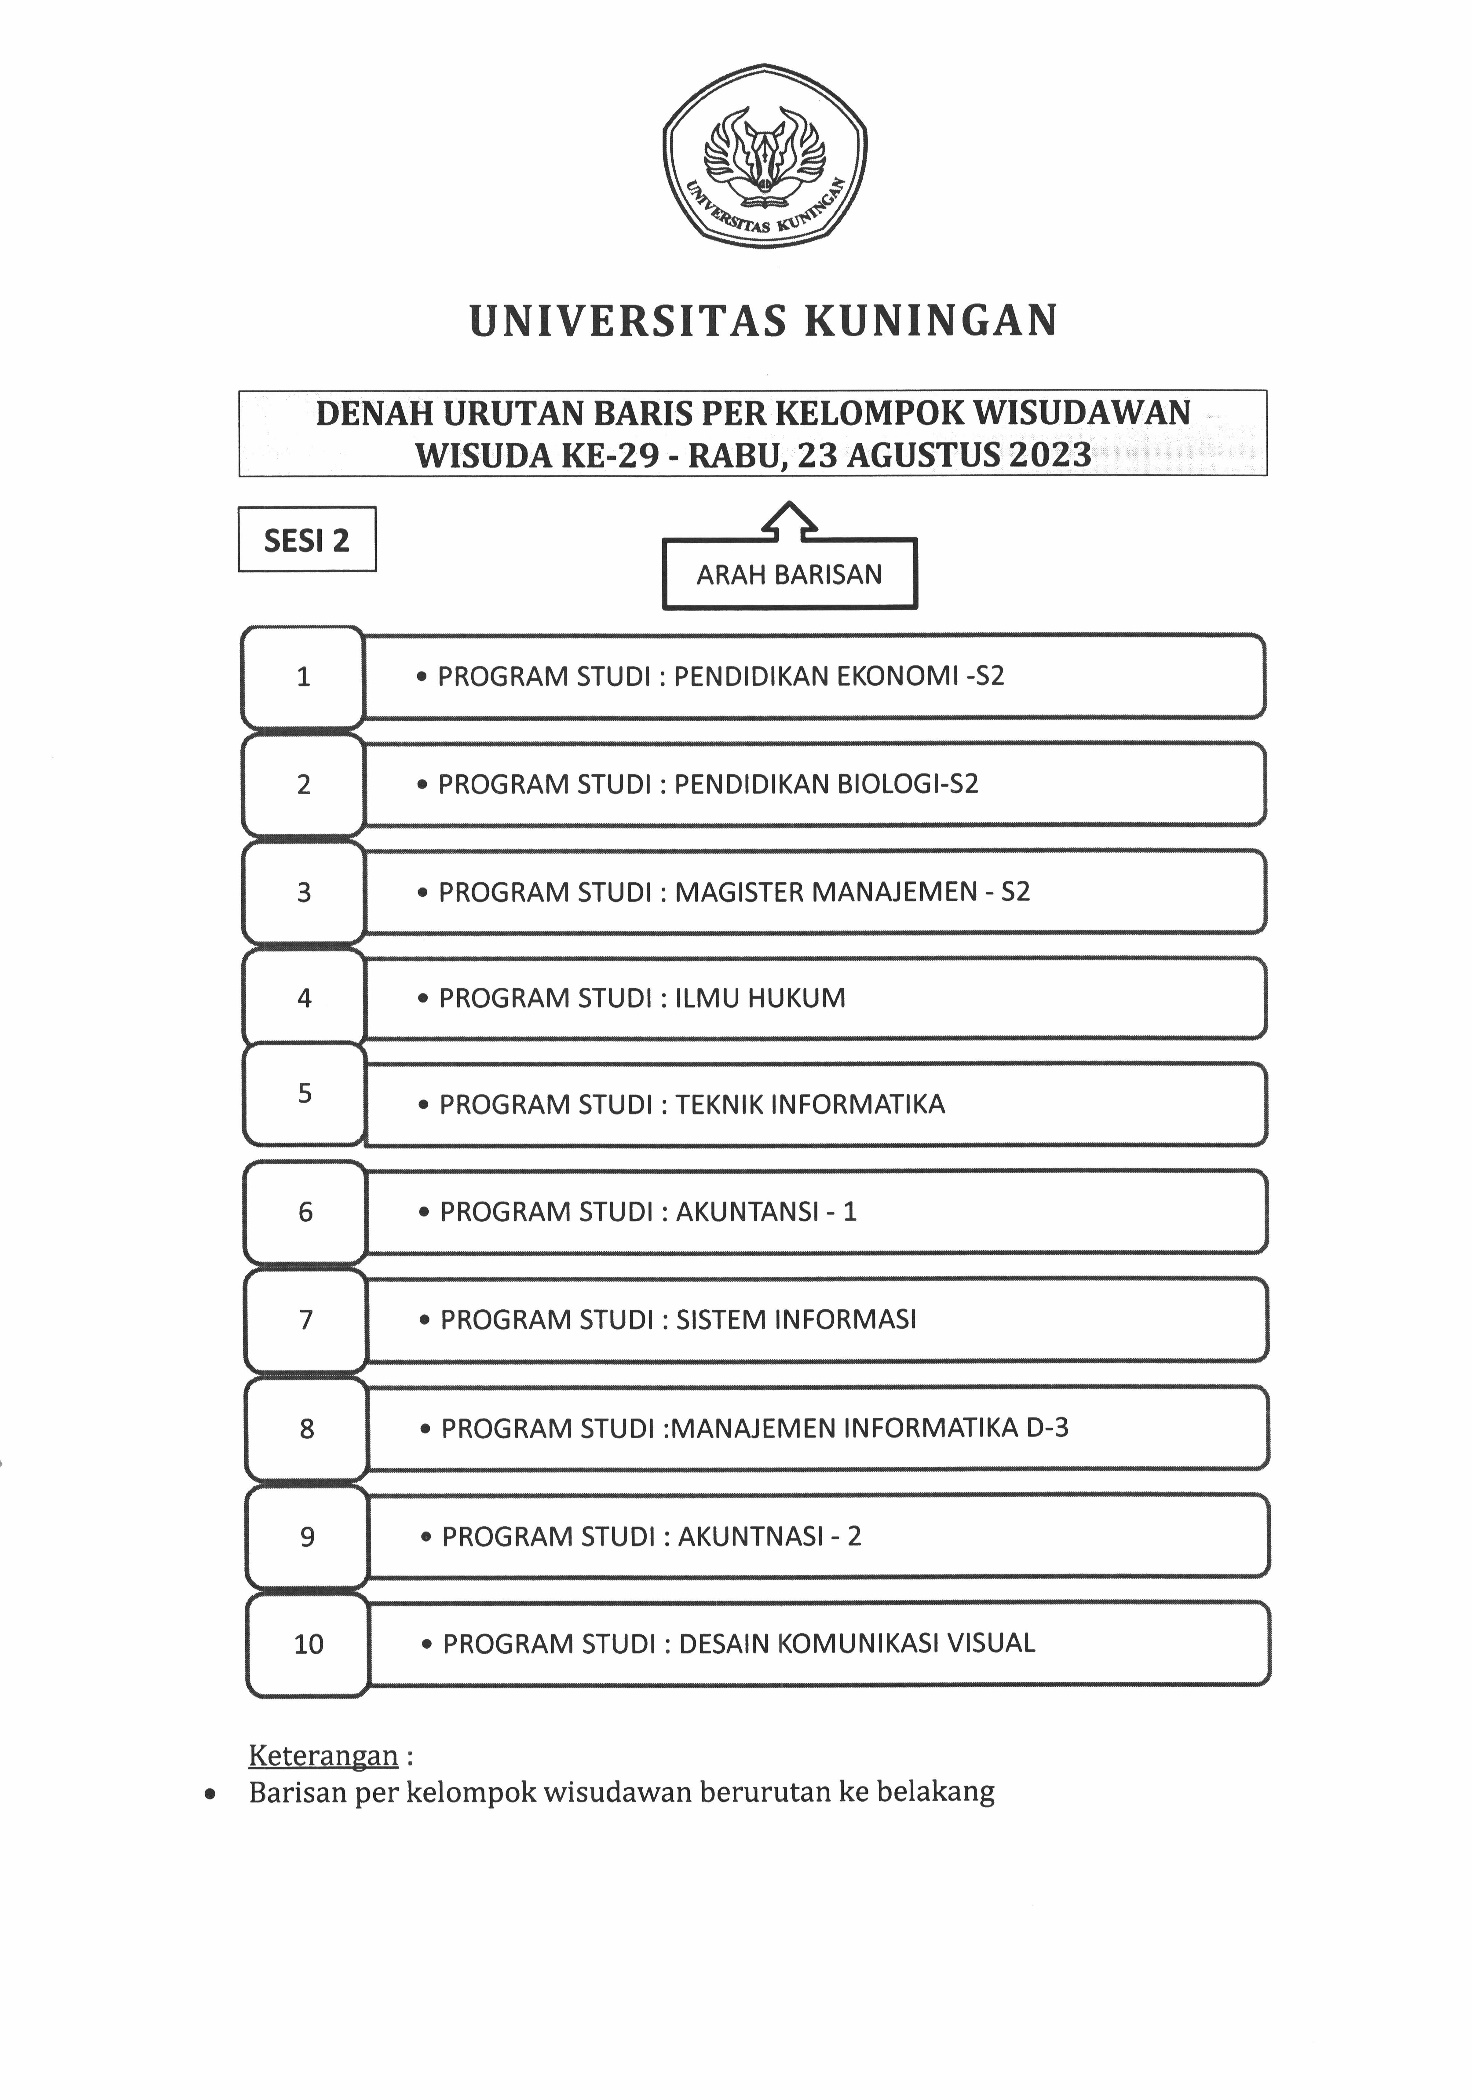 UNIVERSITAS KUNINGAN
UNIVERSITAS KUNINGAN
DENAH URUTAN BARIS PER KELOMPOK WISUDAWAN
WISUDA KE-29 - RABU, 23 AGUSTUS 2023
SESI 2
ARAH BARISAN
1 • PROGRAM STUDI : PENDIDIKAN EKONOMI -S2
2 • PROGRAM STUDI : PENDIDIKAN BIOLOGI-S2
3 • PROGRAM STUDI : MAGISTER MANAJEMEN - S2
4 • PROGRAM STUDI : ILMU HUKUM
5 • PROGRAM STUDI : TEKNIK INFORMATIKA
6 • PROGRAM STUDI : AKUNTANSI - 1
7 • PROGRAM STUDI : SISTEM INFORMASI
8 • PROGRAM STUDI :MANAJEMEN INFORMATIKA D-3
9 • PROGRAM STUDI : AKUNTNASI - 2
10 • PROGRAM STUDI : DESAIN KOMUNIKASI VISUAL
Keterangan :
• Barisan per kelompok wisudawan berurutan ke belakang